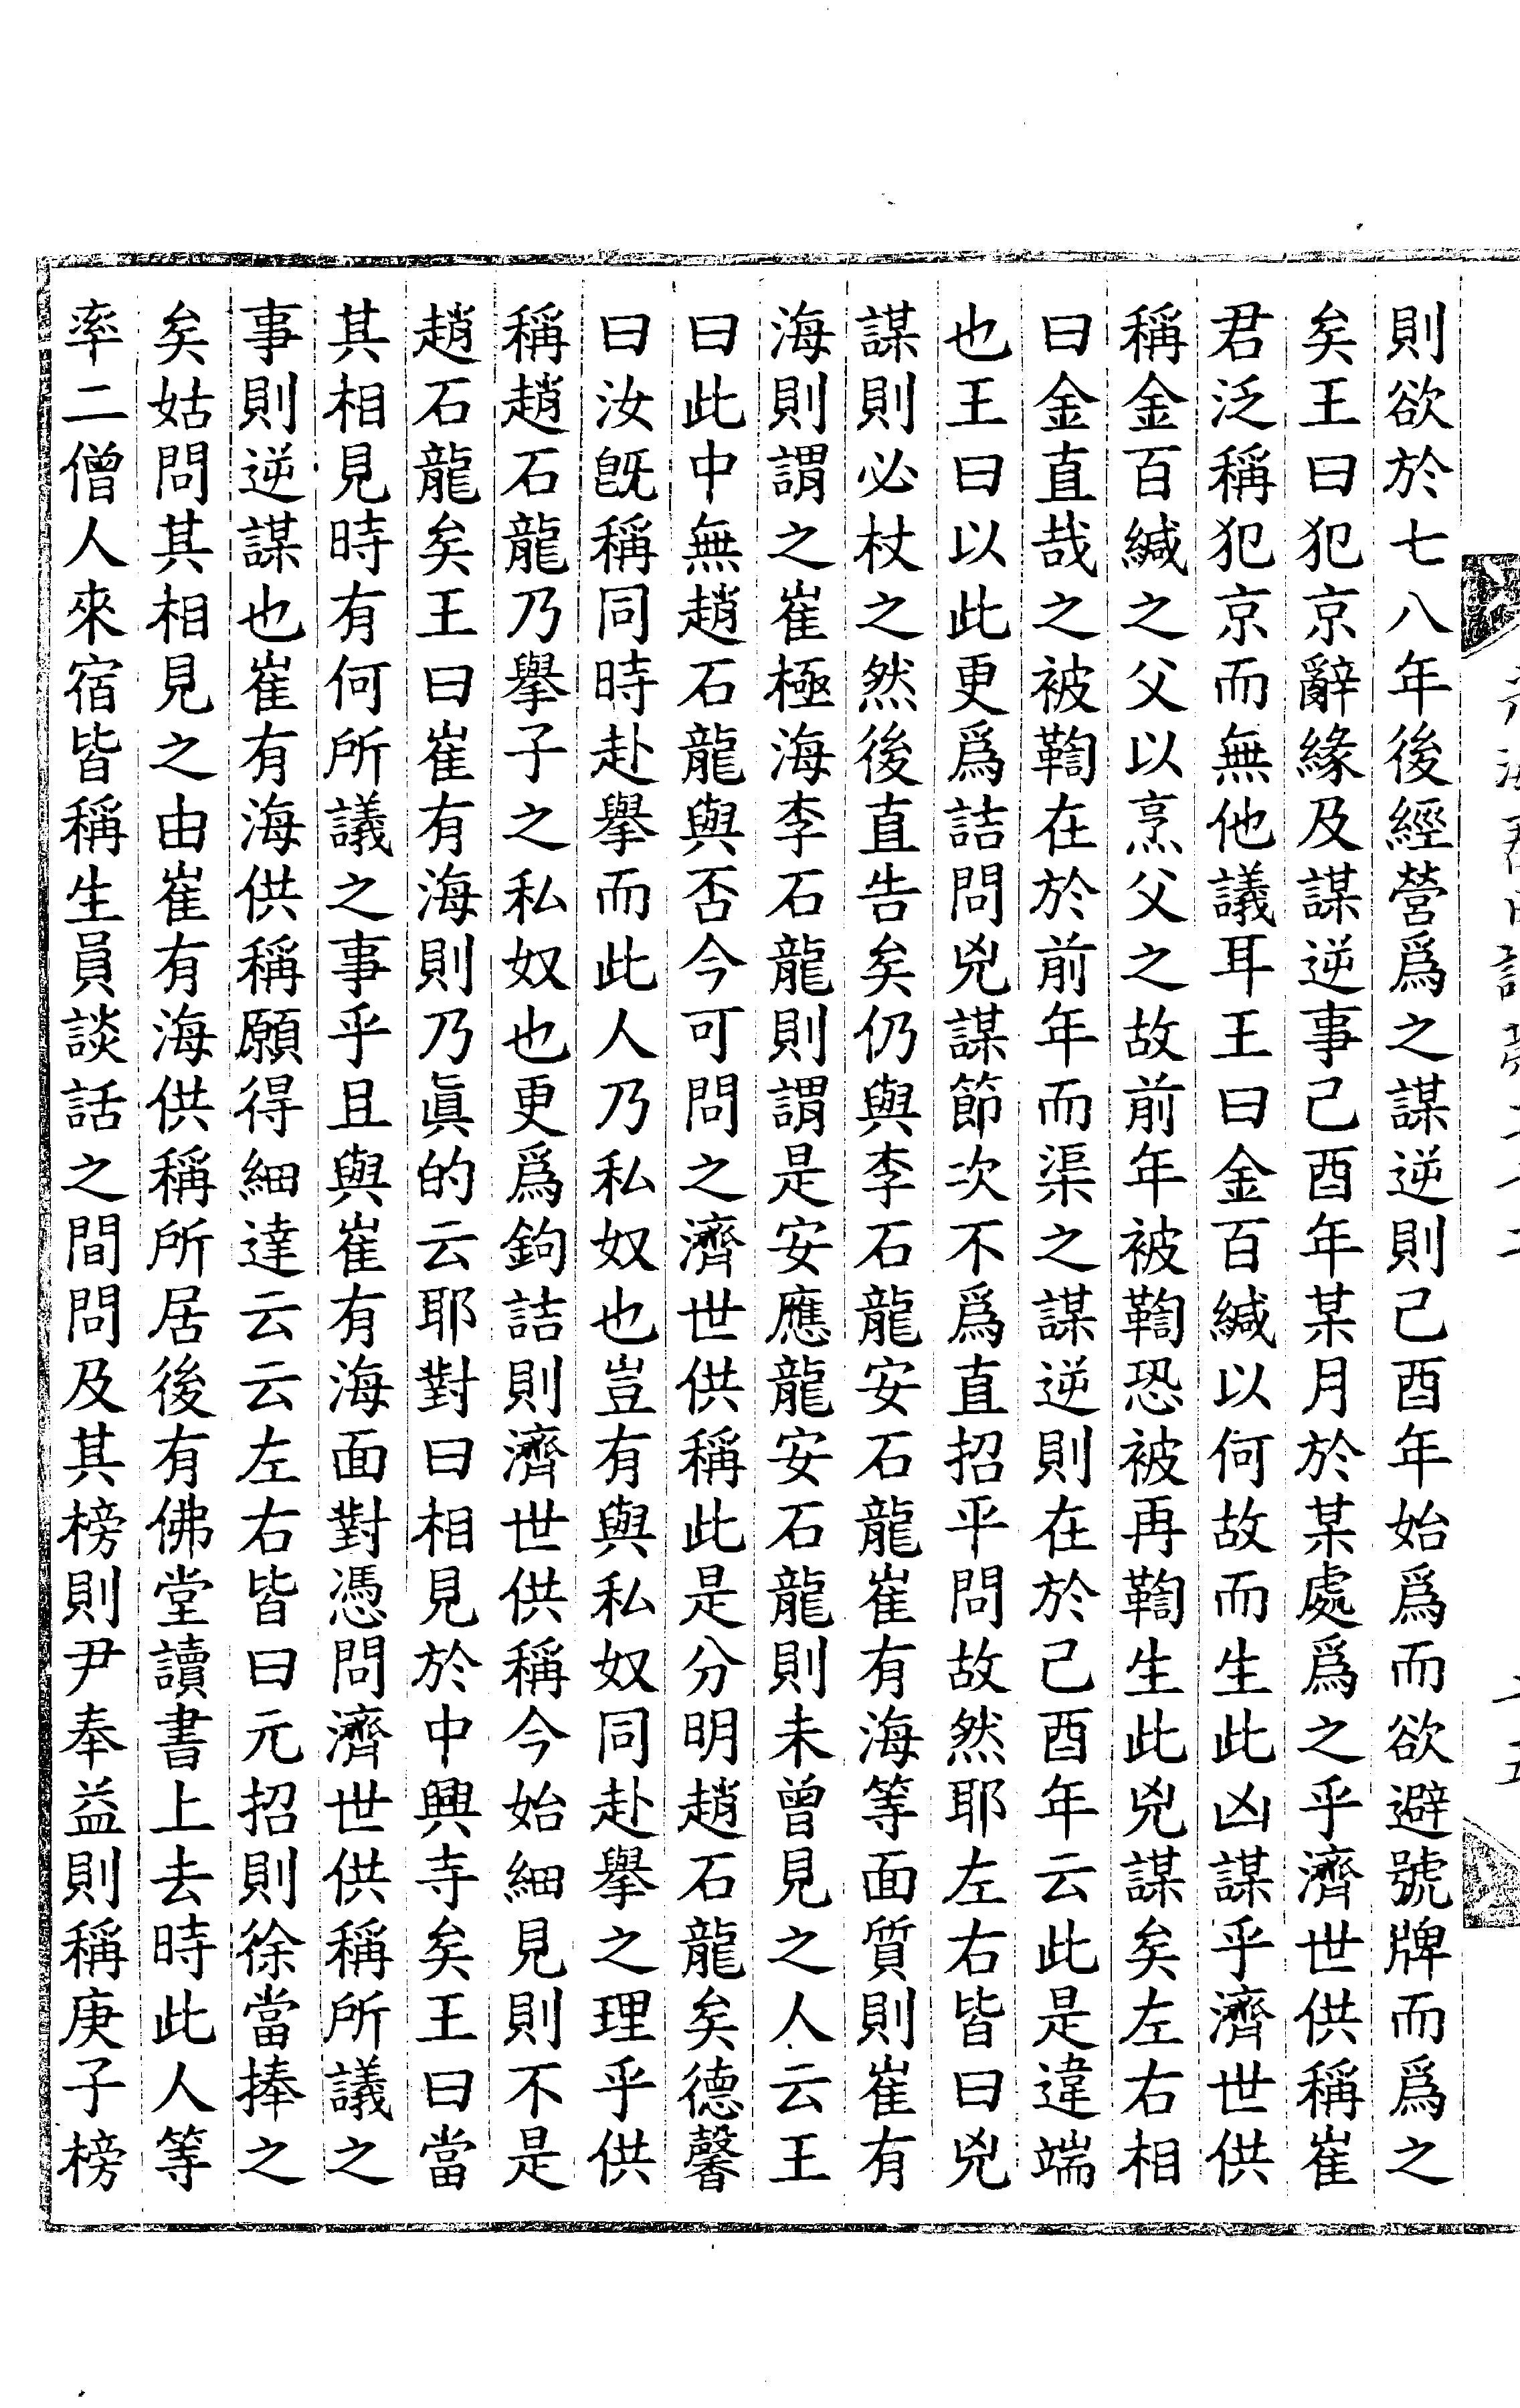 則欲於七八年後經營爲之謀逆則己酉年始爲而欲避號牌而爲之
矣王曰犯京辭緣及謀逆事己酉年某月於某處爲之乎濟世供稱崔
君泛稱犯京而無他議耳王曰金百緘以何故而生此凶謀乎濟世供
稱金百緘之父以烹父之故前年被鞫恐被再鞫生此兇謀矣左右相
曰金直哉之被鞫在於前年而渠之謀逆則在於己酉年云此是違端
也王曰以此更爲詰問兇謀節次不爲直招平問故然耶左右皆曰兇
謀則必杖之然後直告矣仍與李石龍安石龍崔有海等面質則崔有
海則謂之崔極海李石龍則謂是安應龍安石龍則未曾見之人云王
曰此中無趙石龍與否今可問之濟世供稱此是分明趙石龍矣德馨
曰汝旣稱同時赴擧而此人乃私奴也豈有與私奴同赴擧之理乎供
稱趙石龍乃擧子之私奴也更爲鉤詰則濟世供稱今始細見則不是
趙石龍矣王曰崔有海則乃眞的云耶對曰相見於中興寺矣王曰當
其相見時有何所議之事乎且與崔有海面對憑問濟世供稱所議之
事則逆謀也崔有海供稱願得細達云云左右皆曰元招則徐當捧之
矣姑問其相見之由崔有海供稱所居後有佛堂讀書上去時此人等
率二僧人來宿皆稱生員談話之間問及其榜則尹奉益則稱庚子榜